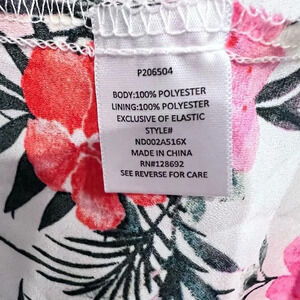 P206504
BODY:100% POLYESTER
LINING:100% POLYESTER
EXCLUSIVE OF ELASTIC
STYLE#
ND002A516X
MADE IN CHINA
RN#128692
SEE REVERSE FOR CARE